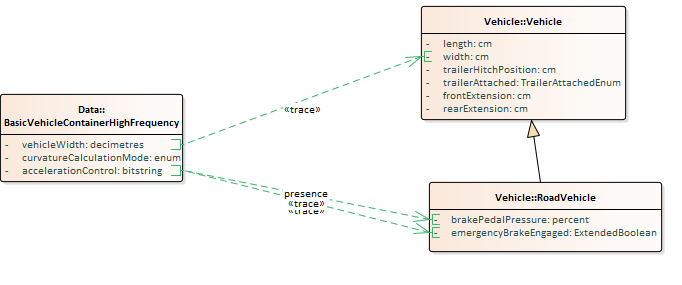 Vehicle::Vehicle
- length: cm
- width: cm
- trailerHitchPosition: cm
- trailerAttached: TrailerAttachedEnum
- frontExtension: cm
- rearExtension: cm
«trace»
Data::
BasicVehicleContainerHighFrequency
- vehicleWidth: decimetres
- curvatureCalculationMode: enum
- accelerationControl: bitstring
presence
«trace»
«trace»
Vehicle::RoadVehicle
- brakePedalPressure: percent
- emergencyBrakeEngaged: ExtendedBoolean